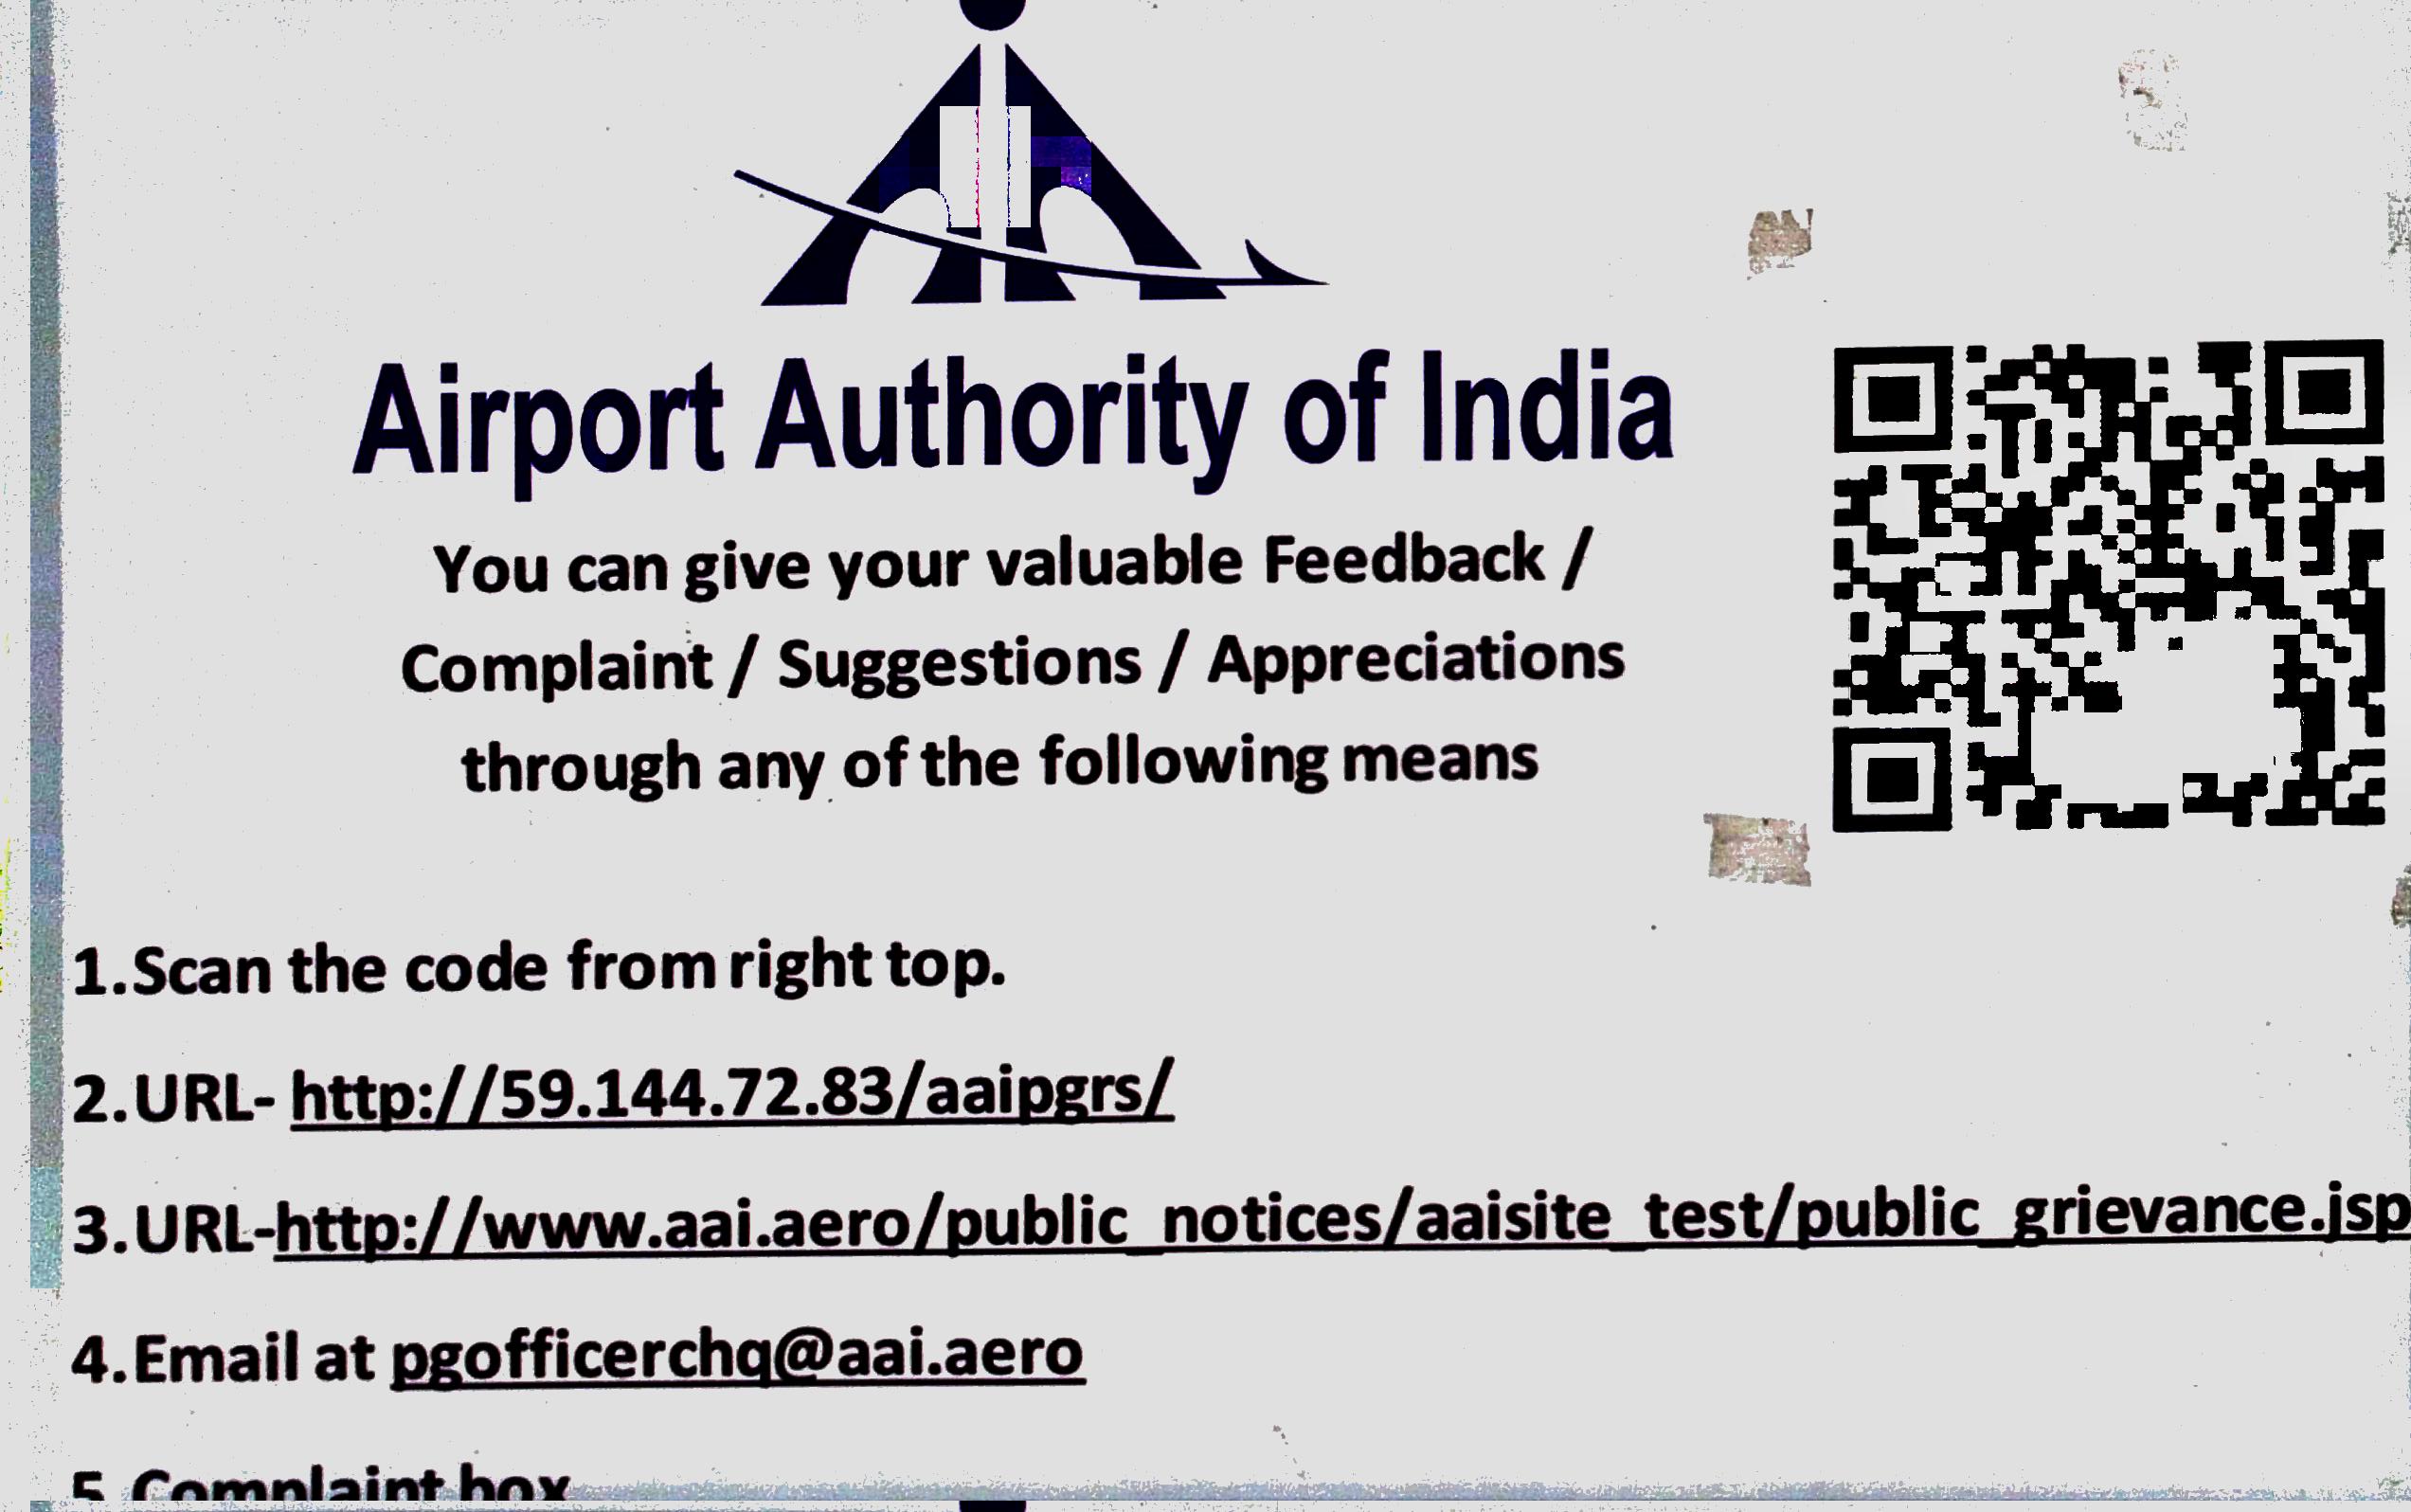 Airport Authority of India
You can give your valuable Feedback /
Complaint / Suggestions / Appreciations
through any of the following means
1.Scan the code from right top.
2.URL- http://59.144.72.83/aaipgrs/
3.URL-http://www.aai.aero/public_notices/aaisite_test/public_grievance.jsp
4.Email at pgofficerchq@aai.aero
5.Complaint box